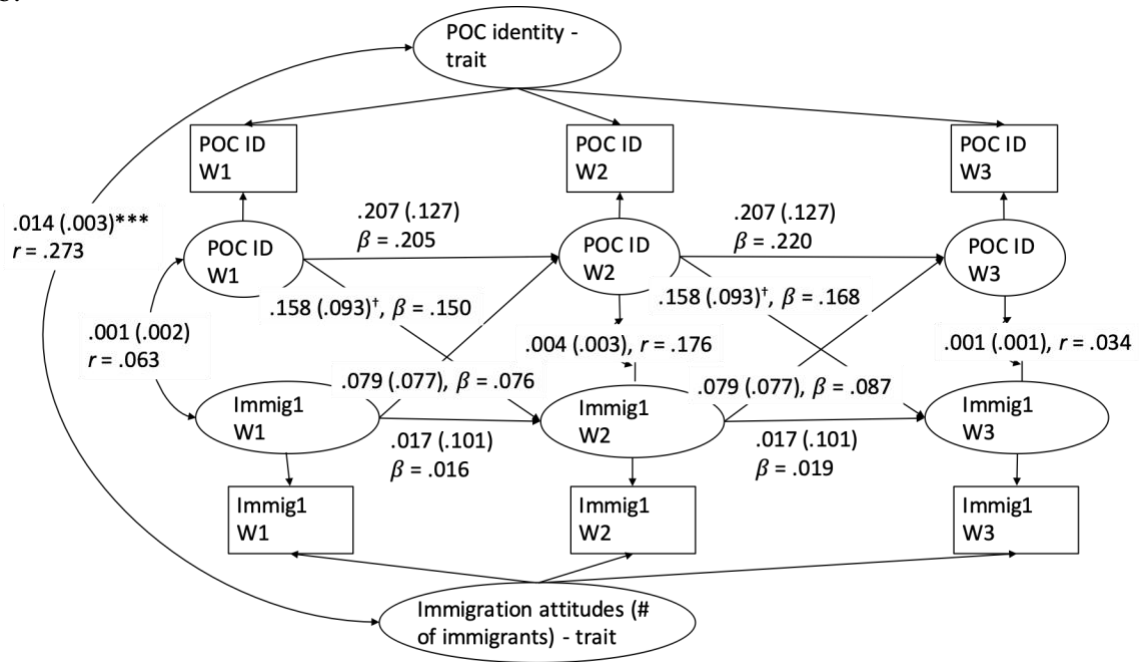 POC identity -
trait
POC ID
W1
POC ID
W2
POC ID
W3
.014 (.003)***
r = .273
.207 (.127)
β = .205
.207 (.127)
β = .220
POC ID
W1
POC ID
W2
POC ID
W3
.158 (.093)†, β = .150
.158 (.093)†, β = .168
.001 (.002)
r = .063
.004 (.003), r = .176
.001 (.001), r = .034
.079 (.077), β = .076
.079 (.077), β = .087
Immig1
W1
Immig1
W2
Immig1
W3
.017 (.101)
β = .016
.017 (.101)
β = .019
Immig1
W1
Immig1
W2
Immig1
W3
Immigration attitudes (#
of immigrants) - trait